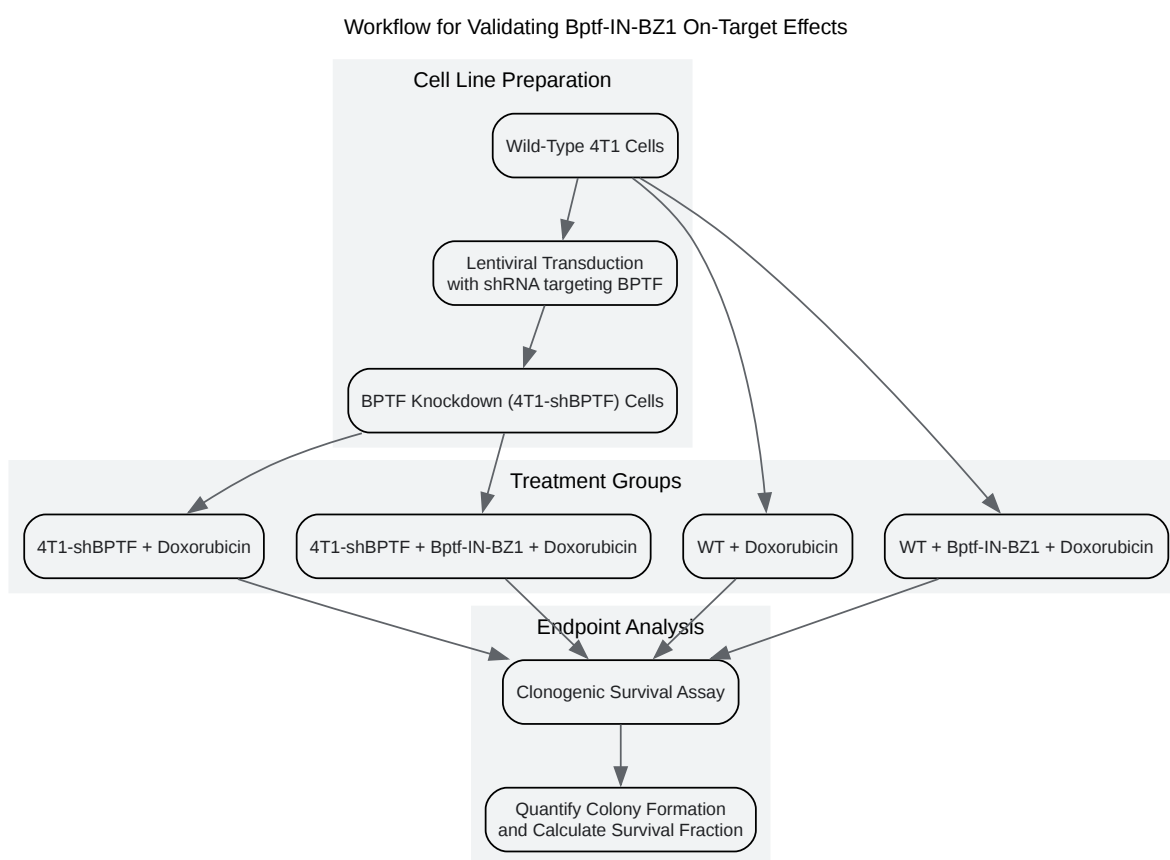 Workflow for Validating Bptf-IN-BZ1 On-Target Effects
Cell Line Preparation
Wild-Type 4T1 Cells
Lentiviral Transduction
with shRNA targeting BPTF
BPTF Knockdown (4T1-shBPTF) Cells
Treatment Groups
4T1-shBPTF + Doxorubicin
4T1-shBPTF + Bptf-IN-BZ1 + Doxorubicin
WT + Doxorubicin
WT + Bptf-IN-BZ1 + Doxorubicin
Endpoint Analysis
Clonogenic Survival Assay
Quantify Colony Formation
and Calculate Survival Fraction